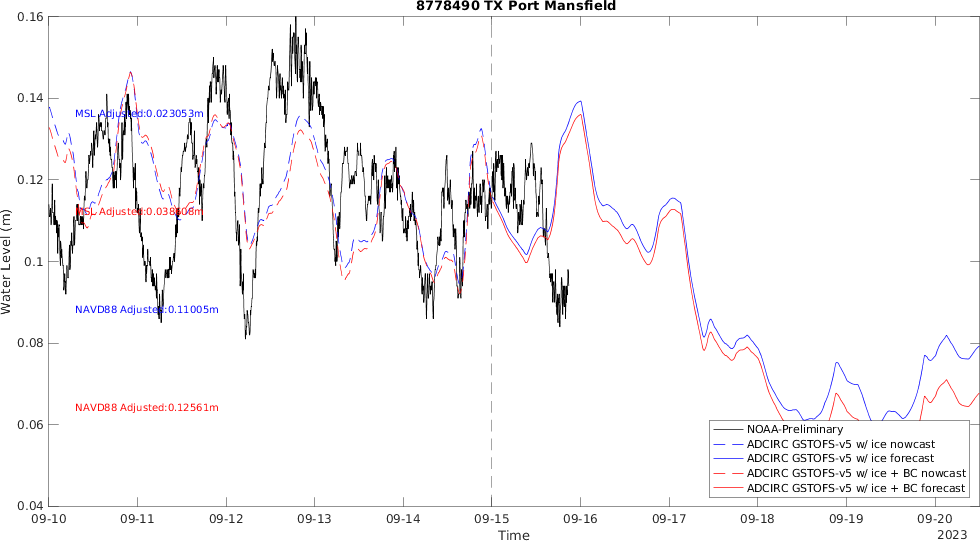 8778490 TX Port Mansfield
0.16
0.14
0.12
0.1
0.08
0.06
0.04
Water Level (m)
MSL Adjusted:0.023053m
MSL Adjusted:0.038608m
NAVD88 Adjusted:0.11005m
NAVD88 Adjusted:0.12561m
NOAA-Preliminary
ADCIRC GSTOFS-v5 w/ ice nowcast
ADCIRC GSTOFS-v5 w/ ice forecast
ADCIRC GSTOFS-v5 w/ ice + BC nowcast
ADCIRC GSTOFS-v5 w/ ice + BC forecast
09-10 09-11 09-12 09-13 09-14 09-15 09-16 09-17 09-18 09-19 09-20
Time
2023